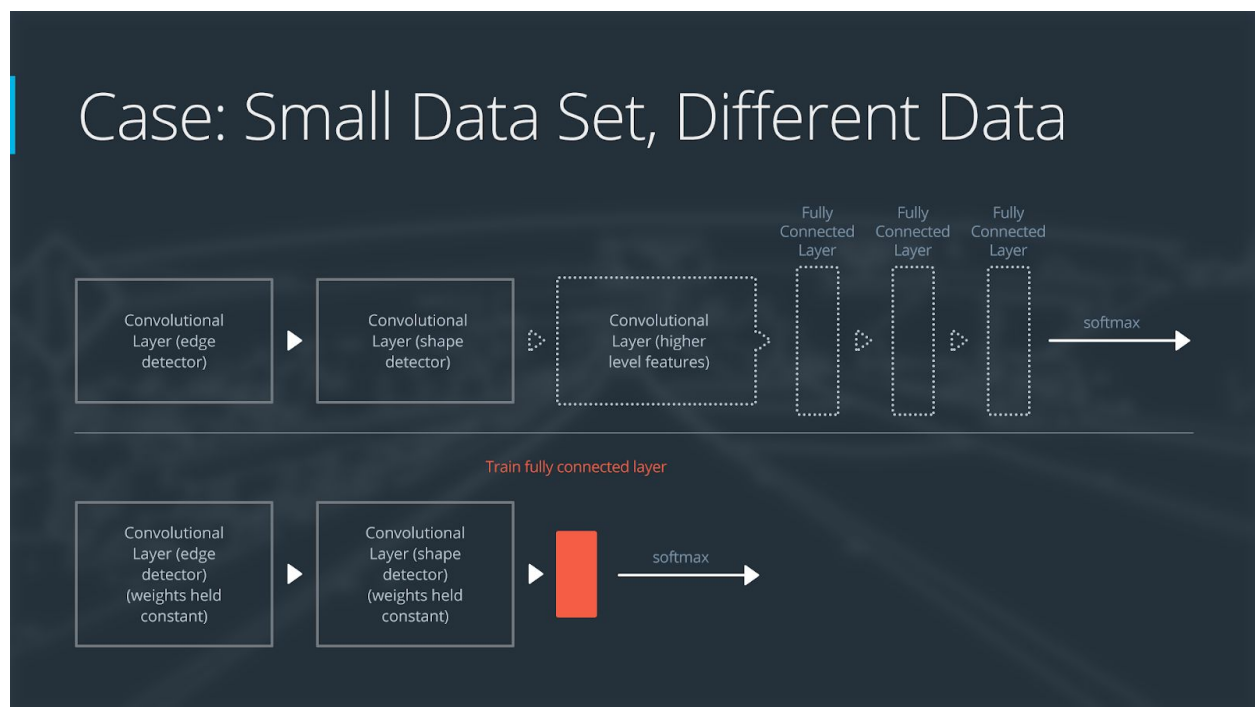 Case: Small Data Set, Different Data
Fully
Connected
Layer
Fully
Connected
Layer
Fully
Connected
Layer
Convolutional
Layer (edge
detector)
Convolutional
Layer (shape
detector)
Convolutional
Layer (higher
level features)
softmax
Train fully connected layer
Convolutional
Layer (edge
detector)
(weights held
constant)
Convolutional
Layer (shape
detector)
(weights held
constant)
softmax